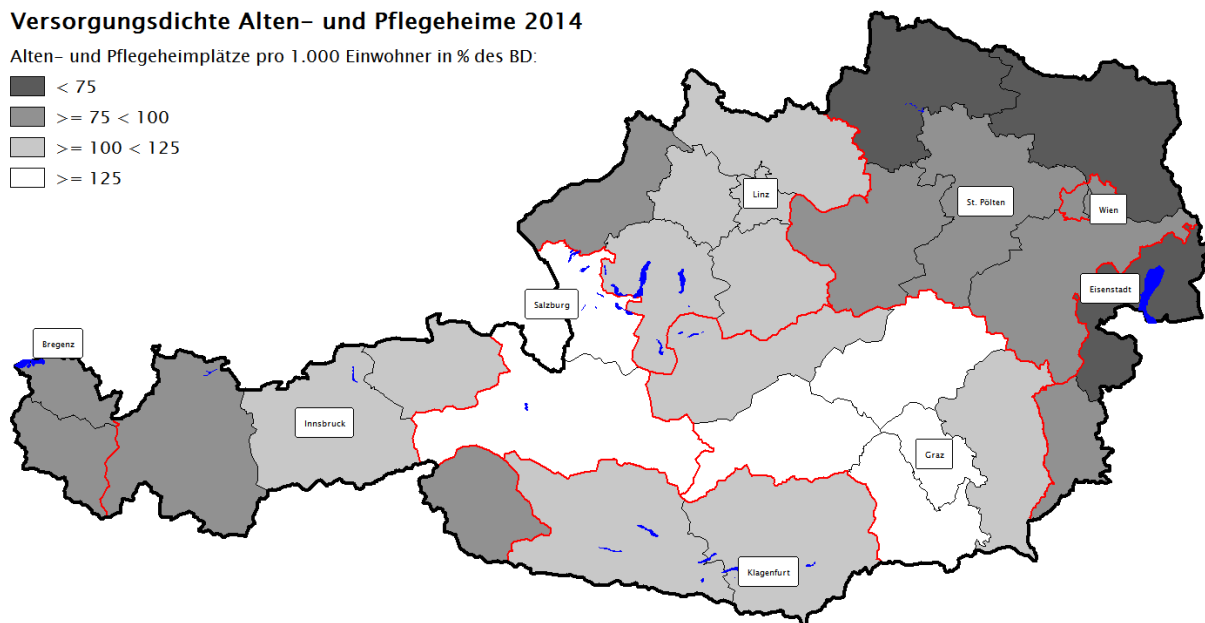 Versorgungsdichte Alten- und Pflegeheime 2014
Alten- und Pflegeheimplätze pro 1.000 Einwohner in % des BD:
< 75
>= 75 < 100
>= 100 < 125
>= 125
Linz
St. Pölten
Wien
Eisenstadt
Salzburg
Bregenz
Innsbruck
Graz
Klagenfurt